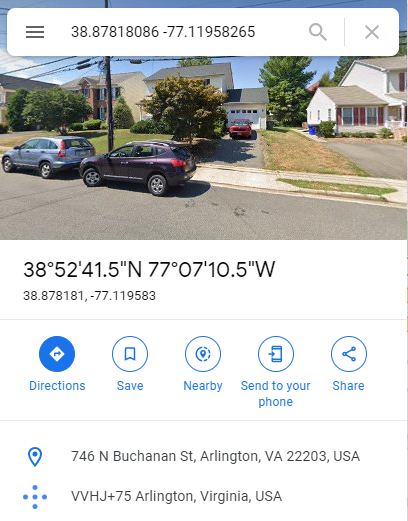 38.87818086 -77.11958265
38°52'41.5"N 77°07'10.5"W
38.878181, -77.119583
Directions
Save
Nearby
Send to your
phone
Share
746 N Buchanan St, Arlington, VA 22203, USA
VVHJ+75 Arlington, Virginia, USA